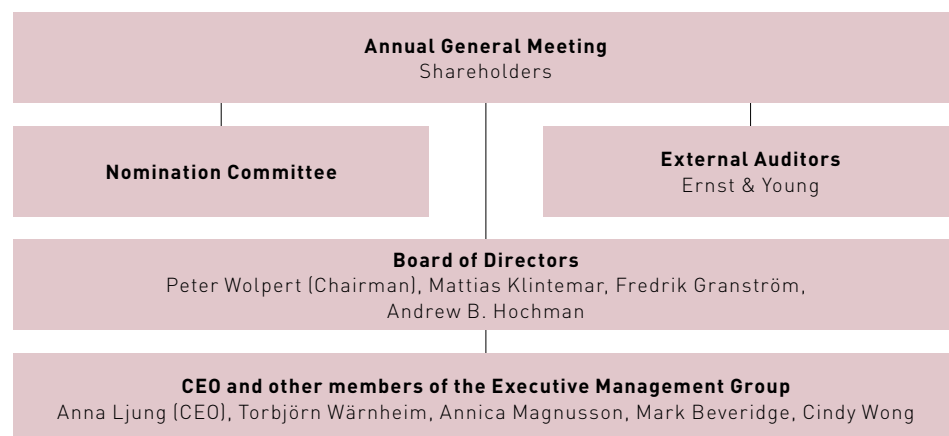 Annual General Meeting
Shareholders
Nomination Committee
External Auditors
Ernst & Young
Board of Directors
Peter Wolpert (Chairman), Mattias Klintemar, Fredrik Granström,
Andrew B. Hochman
CEO and other members of the Executive Management Group
Anna Ljung (CEO), Torbjörn Wärnheim, Annica Magnusson, Mark Beveridge, Cindy Wong